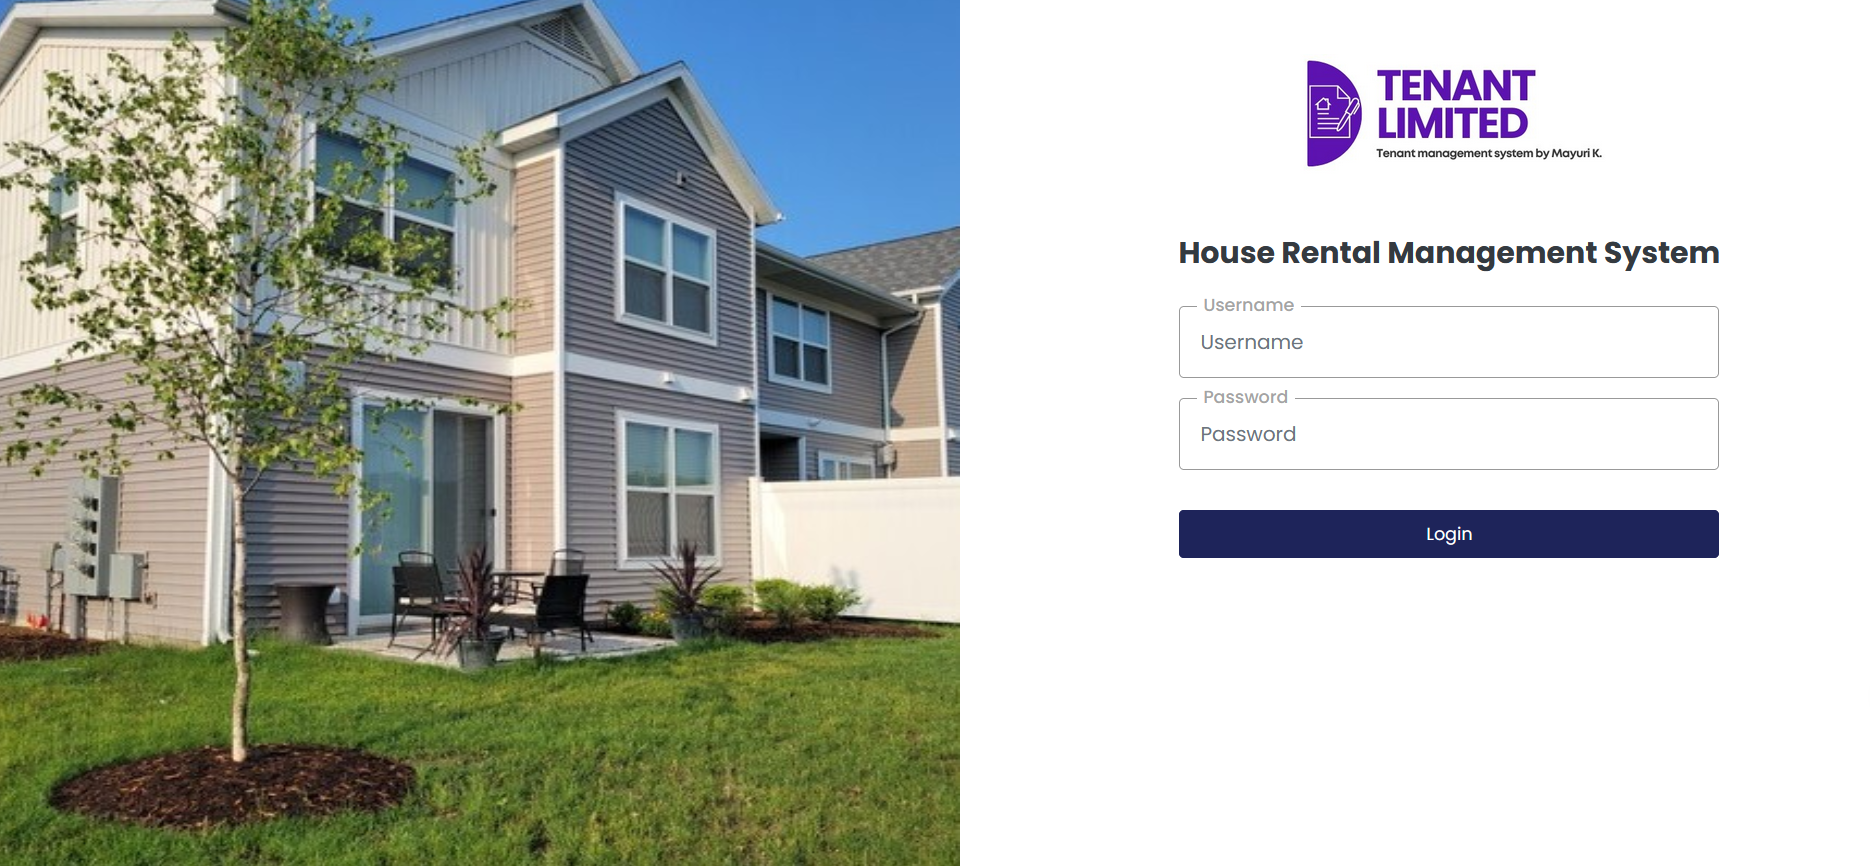 TENANT
LIMITED
Tenant management system by Mayuri K.
House Rental Management System
Username
Username
Password
Password
Login